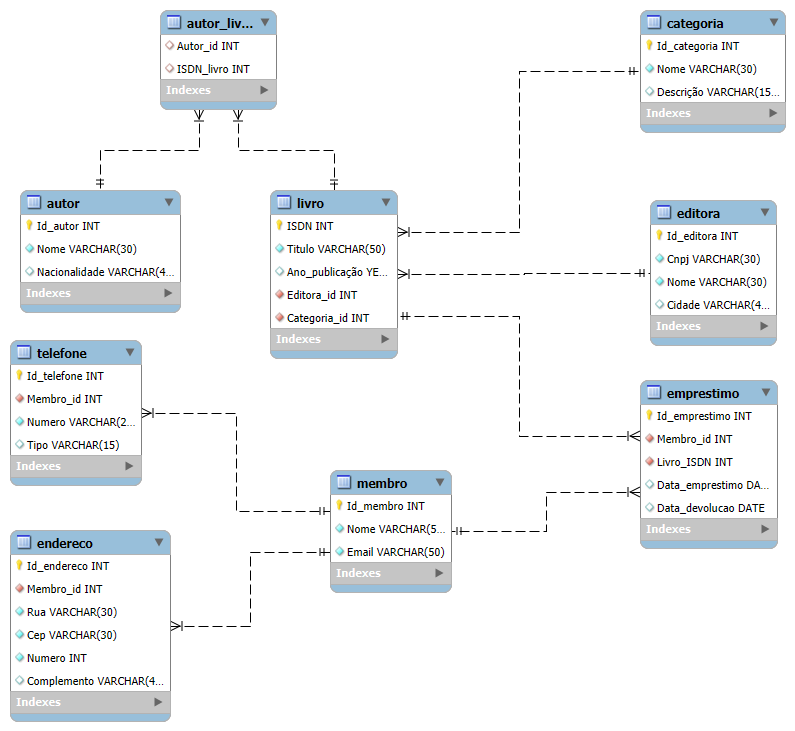 autor_liv...
Autor_id INT
ISDN_livro INT
Indexes
categoria
Id_categoria INT
Nome VARCHAR(30)
Descrição VARCHAR(15...
Indexes
autor
Id_autor INT
Nome VARCHAR(30)
Nacionalidade VARCHAR(4...
Indexes
livro
ISDN INT
Titulo VARCHAR(50)
Ano_publicação YE...
Editora_id INT
Categoria_id INT
Indexes
editora
Id_editora INT
Cnpj VARCHAR(30)
Nome VARCHAR(30)
Cidade VARCHAR(4...
Indexes
telefone
Id_telefone INT
Membro_id INT
Numero VARCHAR(2...
Tipo VARCHAR(15)
Indexes
emprestimo
Id_emprestimo INT
Membro_id INT
Livro_ISDN INT
Data_emprestimo DA...
Data_devolucao DATE
Indexes
membro
Id_membro INT
Nome VARCHAR(5...
Email VARCHAR(50)
Indexes
endereco
Id_endereco INT
Membro_id INT
Rua VARCHAR(30)
Cep VARCHAR(30)
Numero INT
Complemento VARCHAR(4...
Indexes